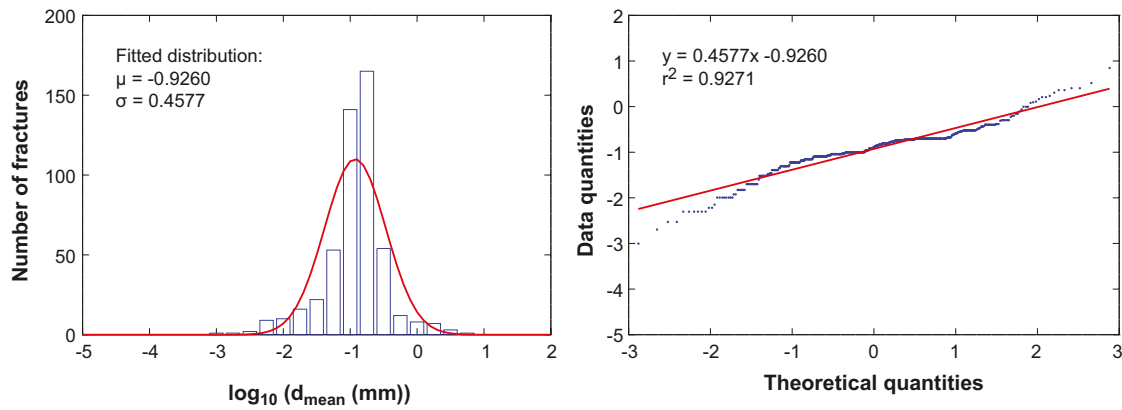 200
150
100
50
0
Number of fractures
Fitted distribution:
μ = -0.9260
σ = 0.4577
-5 -4 -3 -2 -1 0 1 2
log10 (dmean (mm))
1
0
-1
-2
-3
-4
-5
Data quantities
y = 0.4577x -0.9260
r2 = 0.9271
-3 -2 -1 0 1 2 3
Theoretical quantities